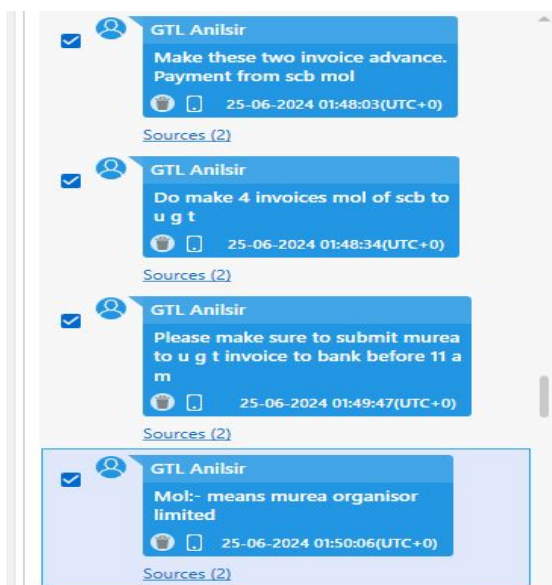 GTL Anilsir
Make these two invoice advance.
Payment from scb mol
25-06-2024 01:48:03(UTC+0)
Sources (2)
GTL Anilsir
Do make 4 invoices mol of scb to
u g t
25-06-2024 01:48:34(UTC+0)
Sources (2)
GTL Anilsir
Please make sure to submit murea
to u g t invoice to bank before 11 a
m
25-06-2024 01:49:47(UTC+0)
Sources (2)
GTL Anilsir
Mol:- means murea organisor
limited
25-06-2024 01:50:06(UTC+0)
Sources (2)